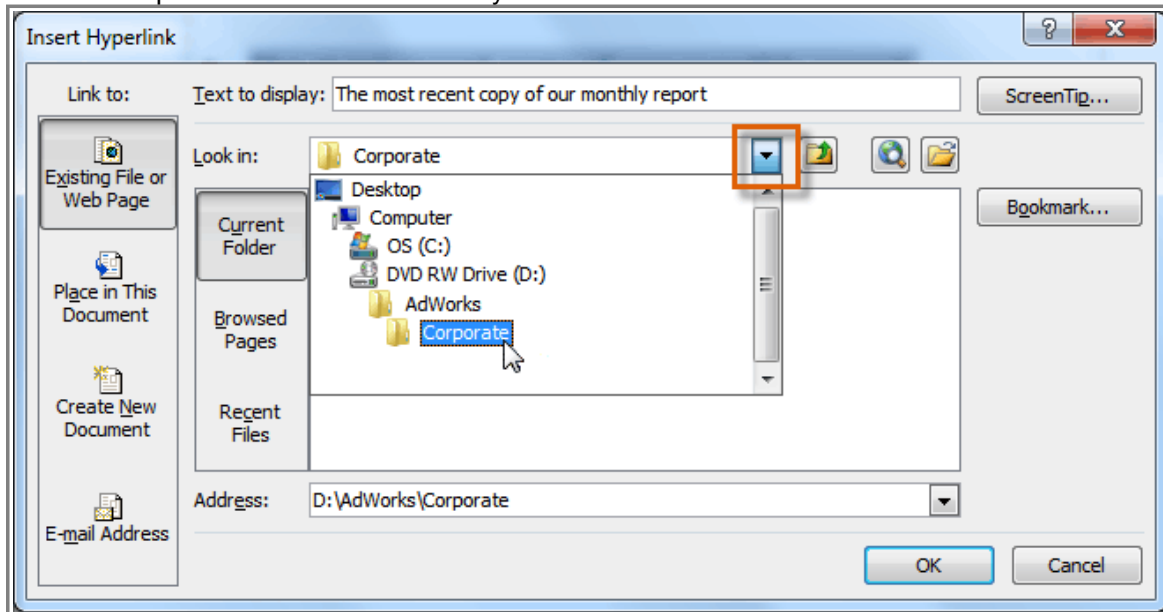 Insert Hyperlink
Link to:
Text to display: The most recent copy of our monthly report
ScreenTip...
Existing File or
Web Page
Look in:
Corporate
Desktop
Computer
OS (C:)
DVD RW Drive (D:)
AdWorks
Corporate
Current
Folder
Browsed
Pages
Recent
Files
Bookmark...
Place in This
Document
Create New
Document
E-mail Address
Address: D:\AdWorks\Corporate
OK
Cancel